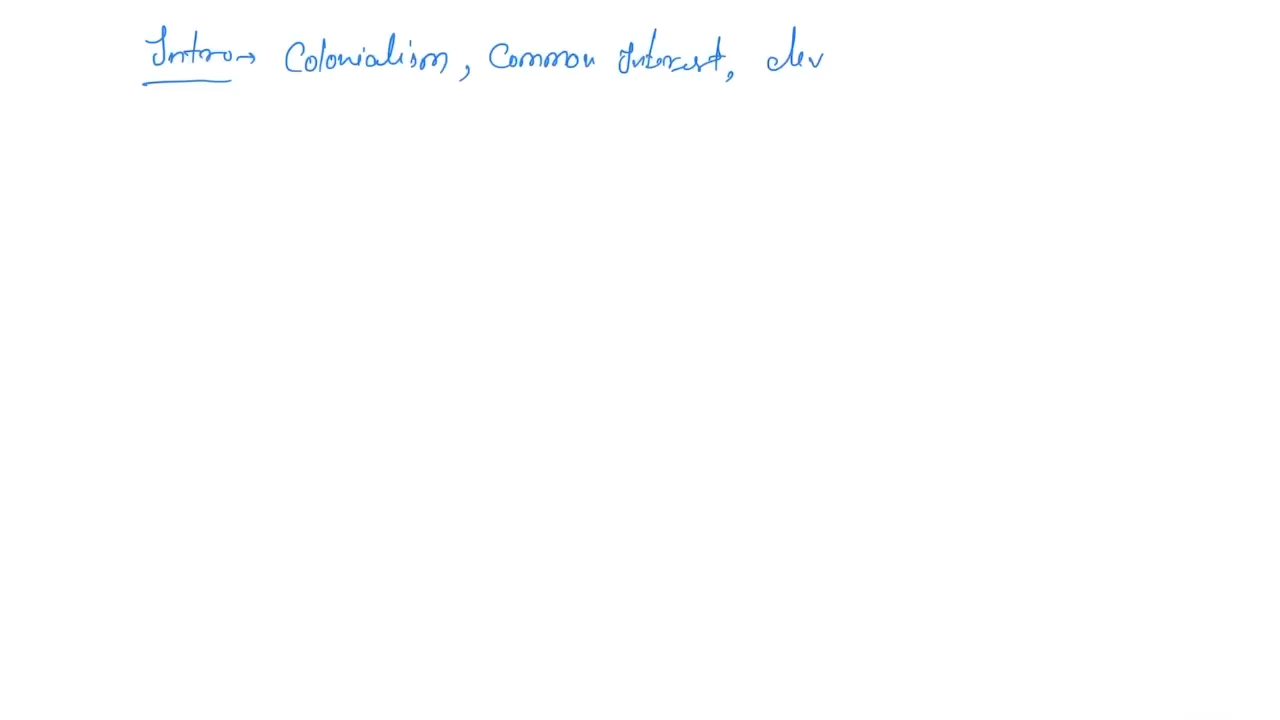 Intro→ Colonialism, Common Interest, dev